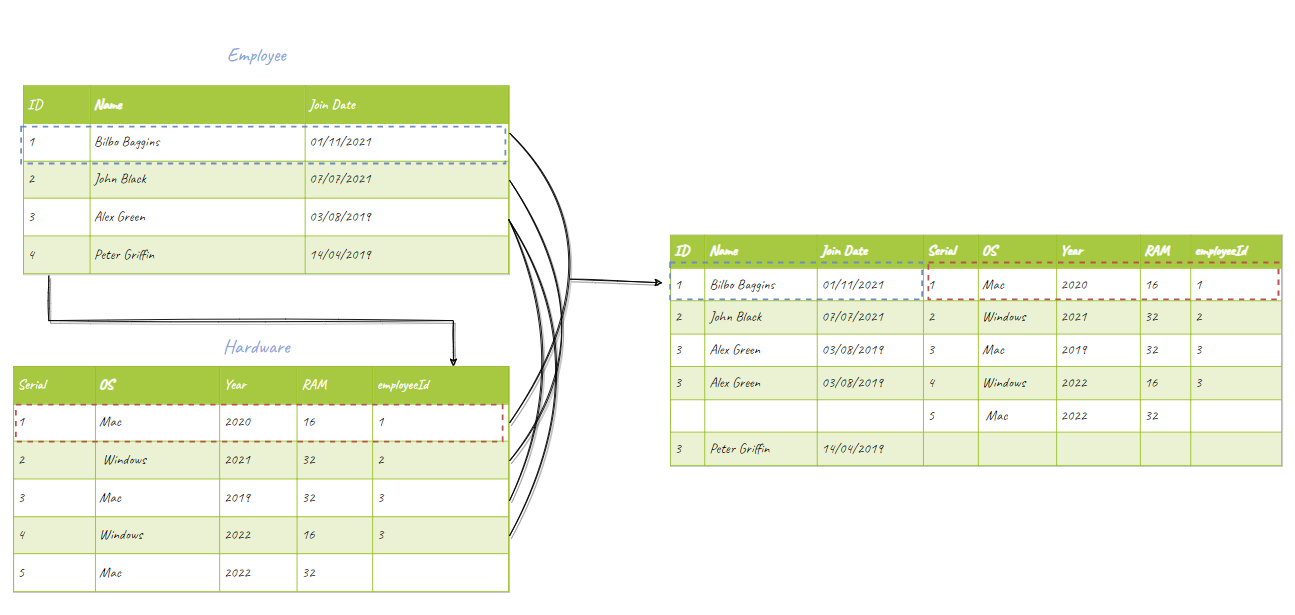 Employee
ID Name Join Date
1 Bilbo Baggins 01/11/2021
2 John Black 07/07/2021
3 Alex Green 03/08/2019
4 Peter Griffin 14/04/2019
Hardware
Serial OS Year RAM employeeId
1 Mac 2020 16 1
2 Windows 2021 32 2
3 Mac 2019 32 3
4 Windows 2022 16 3
5 Mac 2022 32
ID Name Join Date Serial OS Year RAM employeeId
1 Bilbo Baggins 01/11/2021 1 Mac 2020 16 1
2 John Black 07/07/2021 2 Windows 2021 32 2
3 Alex Green 03/08/2019 3 Mac 2019 32 3
3 Alex Green 03/08/2019 4 Windows 2022 16 3
5 Mac 2022 32
3 Peter Griffin 14/04/2019